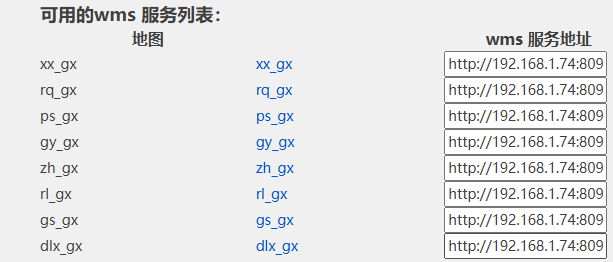 可用的wms 服务列表：
地图 wms 服务地址
xx_gx xx_gx http://192.168.1.74:809
rq_gx rq_gx http://192.168.1.74:809
ps_gx ps_gx http://192.168.1.74:809
gy_gx gy_gx http://192.168.1.74:809
zh_gx zh_gx http://192.168.1.74:809
rl_gx rl_gx http://192.168.1.74:809
gs_gx gs_gx http://192.168.1.74:809
dlx_gx dlx_gx http://192.168.1.74:809